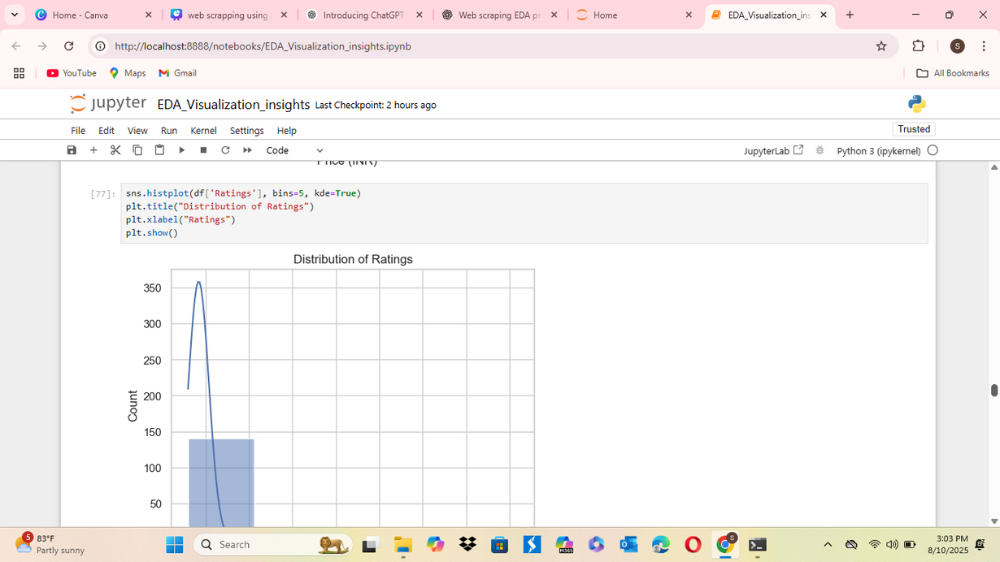 Home - Canva
web scrapping using
Introducing ChatGPT
Web scraping EDA pr
Home
EDA_Visualization_ins
http://localhost:8888/notebooks/EDA_Visualization_insights.ipynb
S
YouTube
Maps
Gmail
All Bookmarks
jupyter EDA_Visualization_insights Last Checkpoint: 2 hours ago
File Edit View Run Kernel Settings Help
Trusted
Code
JupyterLab
Python 3 (ipykernel)
Price (INR)
[77]:
sns.histplot(df['Ratings'], bins=5, kde=True)
plt.title("Distribution of Ratings")
plt.xlabel("Ratings")
plt.show()
Distribution of Ratings
350
300
250
200
150
100
50
Count
5
83°F
Partly sunny
Search
M365
S
3:03 PM
8/10/2025